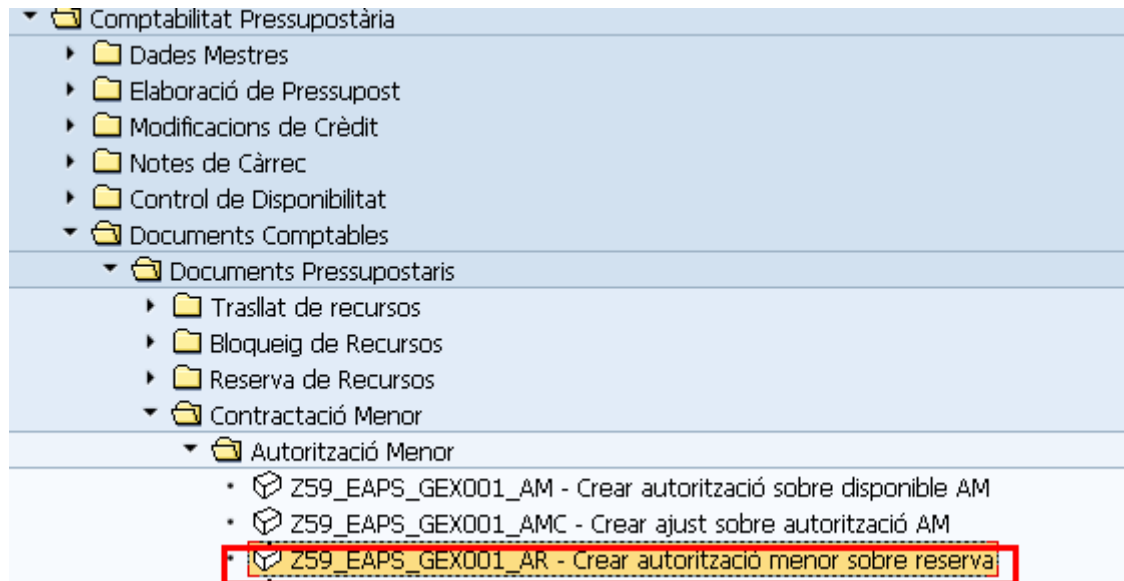 Comptabilitat Pressupostària
Dades Mestres
Elaboració de Pressupost
Modificacions de Crèdit
Notes de Càrrec
Control de Disponibilitat
Documents Comptables
Documents Pressupostaris
Trasllat de recursos
Bloqueig de Recursos
Reserva de Recursos
Contractació Menor
Autorització Menor
Z59_EAPS_GEX001_AM - Crear autorització sobre disponible AM
Z59_EAPS_GEX001_AMC - Crear ajust sobre autorització AM
Z59_EAPS_GEX001_AR - Crear autorització menor sobre reserva